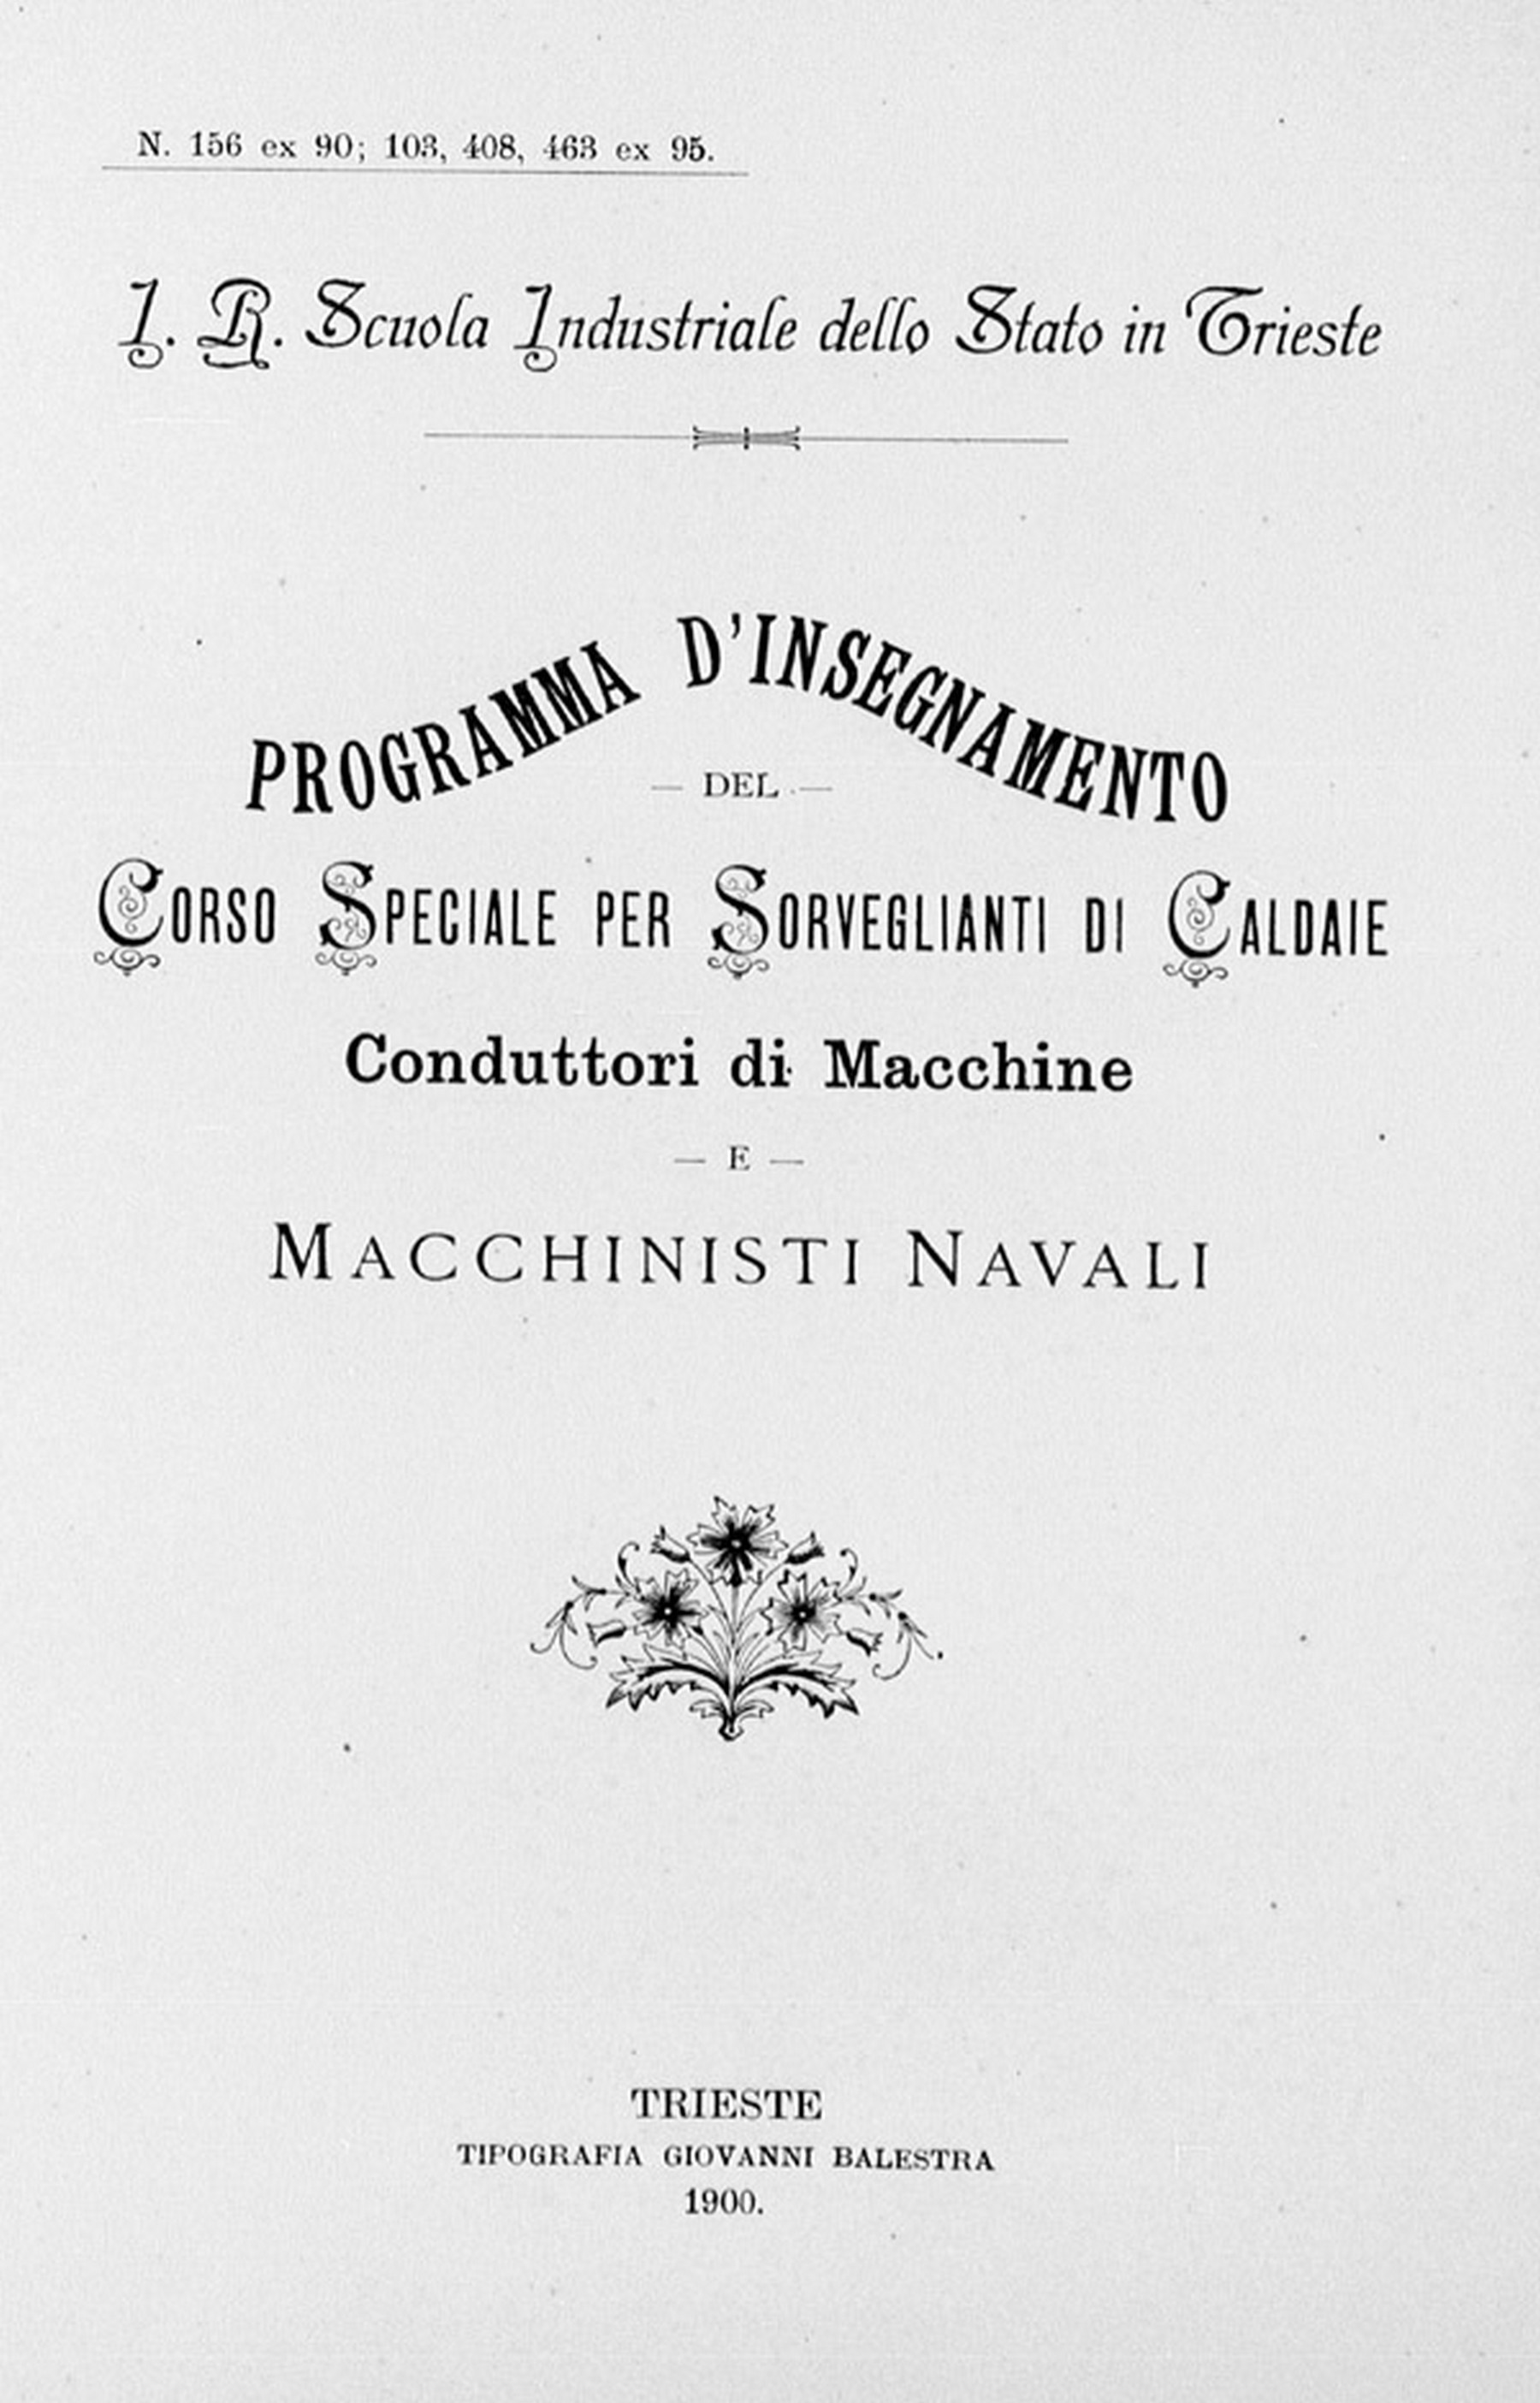 N. 156 ex 90; 103, 408, 463 ex 95.
I. R. Scuola Industriale dello Stato in Trieste
PROGRAMMA D'INSEGNAMENTO
— DEL —
CORSO SPECIALE PER SORVEGLIANTI DI CALDAIE
Conduttori di Macchine
— E —
MACCHINISTI NAVALI
TRIESTE
TIPOGRAFIA GIOVANNI BALESTRA
1900.